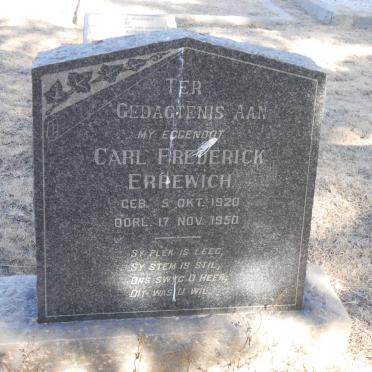 TER
GEDAGTENIS AAN
MY EGGENOOT
CARL FREDERICK
ERDEWICH
GEB. 5 OKT. 1920
OORL. 17 NOV. 1950
SY PLEK IS LEEG,
SY STEM IS STIL,
ONS SWYG O HEER,
DIT WAS U WIL.